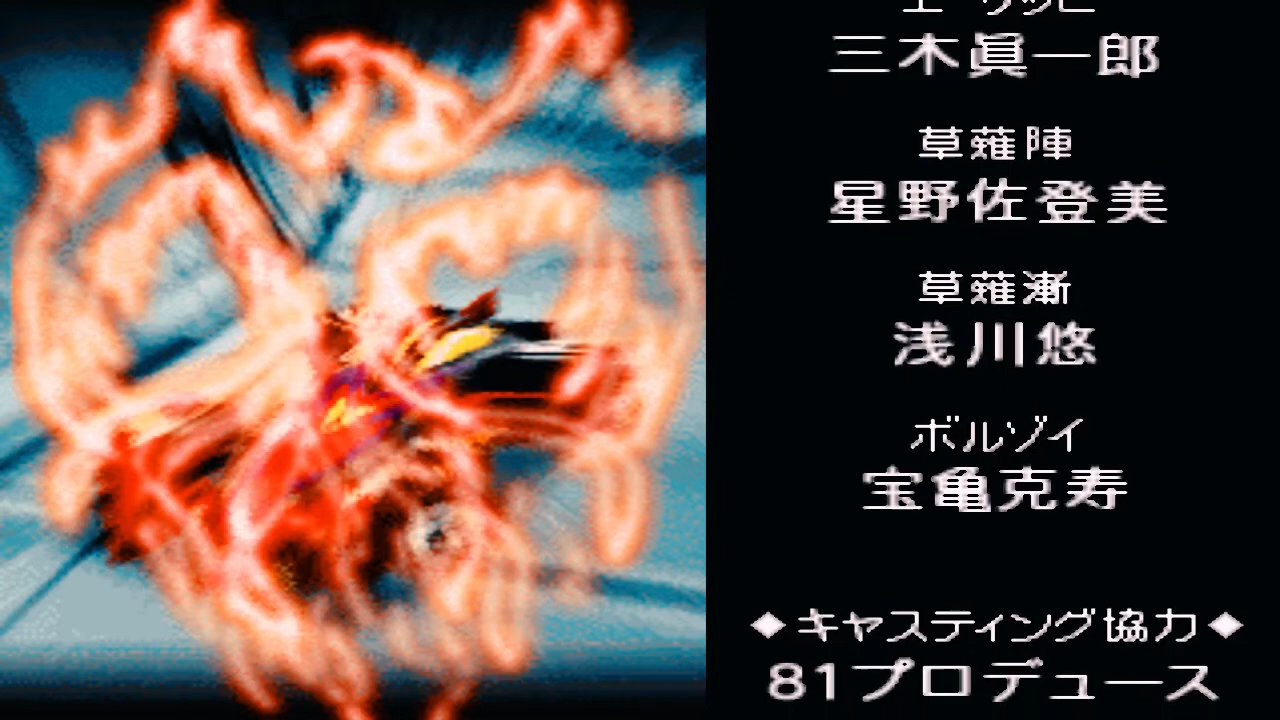 三木眞一郎
草薙陣
星野佐登美
草薙漸
浅川悠
ボルゾイ
宝亀克寿
◆キャスティング協力◆
81プロデュース